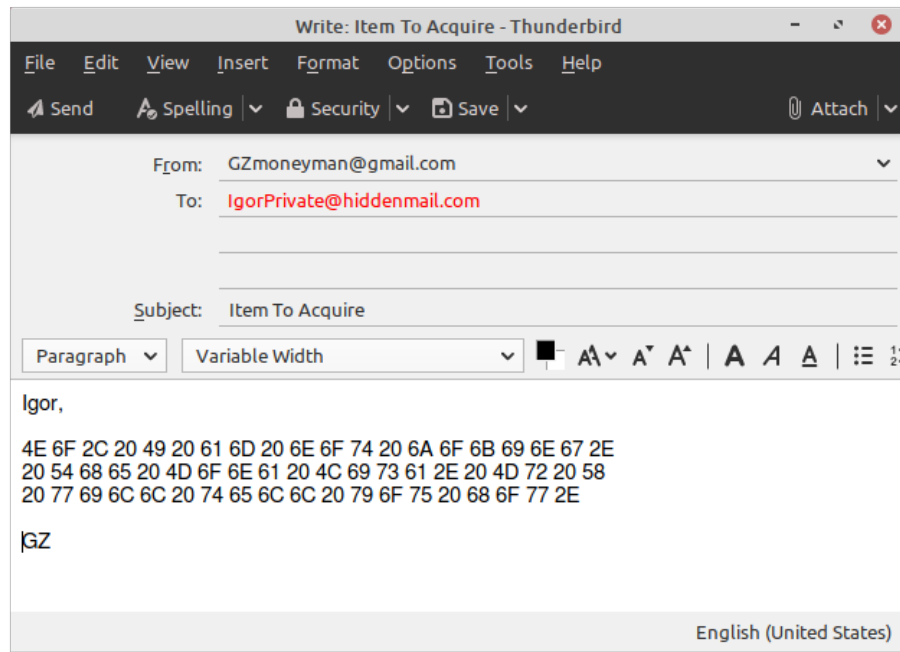 Write: Item To Acquire - Thunderbird
File Edit View Insert Format Options Tools Help
Send Spelling Security Save Attach
From: GZmoneyman@gmail.com
To: IgorPrivate@hiddenmail.com
Subject: Item To Acquire
Paragraph Variable Width A A A A A A
Igor,
4E 6F 2C 20 49 20 61 6D 20 6E 6F 74 20 6A 6F 6B 69 6E 67 2E
20 54 68 65 20 4D 6F 6E 61 20 4C 69 73 61 2E 20 4D 72 20 58
20 77 69 6C 6C 20 74 65 6C 6C 20 79 6F 75 20 68 6F 77 2E
GZ
English (United States)